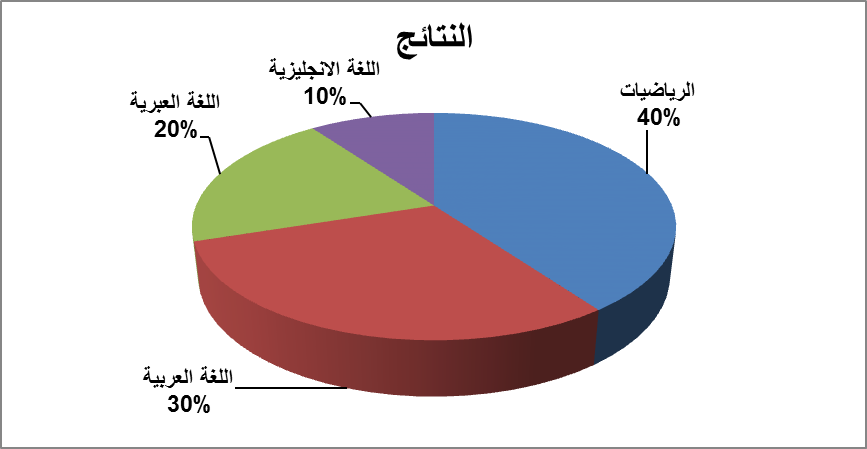 النتائج
اللغة الانجليزية
10%
الرياضيات
40%
اللغة العبرية
20%
اللغة العربية
30%